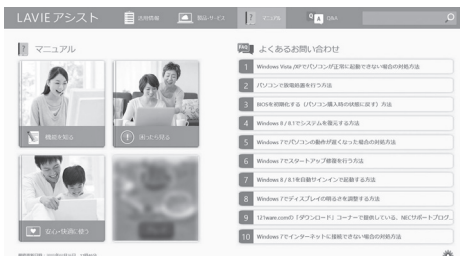 LAVIEアシスト
活用情報
製品・サービス
? マニュアル
Q A Q&A
? マニュアル
機能を見る
困ったら見る
安心・快適に使う
FAQ よくあるお問い合わせ
1 Windows Vista /XPでパソコンが正常に起動できない場合の対処方法
2 パソコンで放電処置を行う方法
3 BIOSを初期化する（パソコン購入時の状態に戻す）方法
4 Windows 8 / 8.1でシステムを復元する方法
5 Windows 7でパソコンの動作が遅くなった場合の対処方法
6 Windows 7でスタートアップ修復を行う方法
7 Windows 8 / 8.1を自動サインインで起動する方法
8 Windows 7でディスプレイの明るさを調整する方法
9 121ware.comの「ダウンロード」コーナーで提供している、NECサポートプログ...
10 Windows 7でインターネットに接続できない場合の対処方法